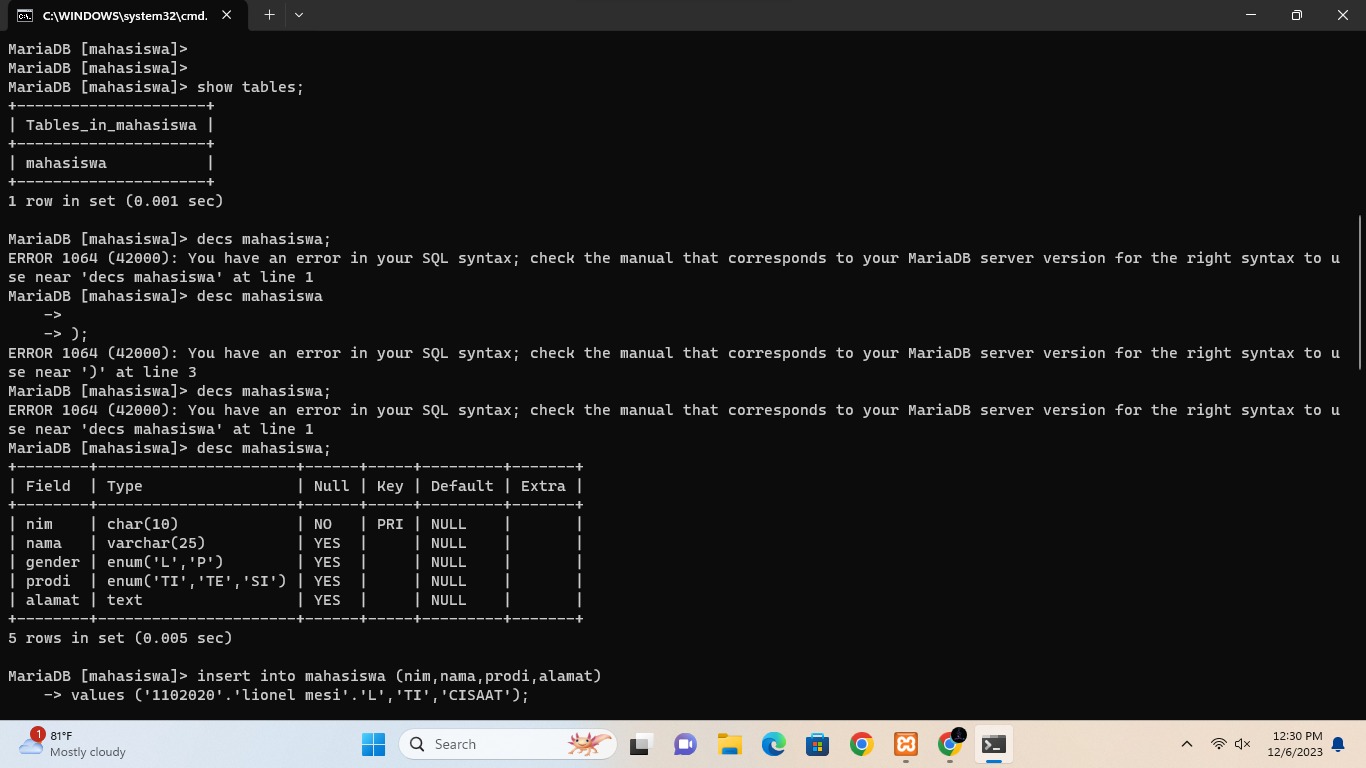 C:\WINDOWS\system32\cmd.
MariaDB [mahasiswa]>
MariaDB [mahasiswa]>
MariaDB [mahasiswa]> show tables;
+---------------------+
| Tables_in_mahasiswa |
+---------------------+
| mahasiswa           |
+---------------------+
1 row in set (0.001 sec)
MariaDB [mahasiswa]> decs mahasiswa;
ERROR 1064 (42000): You have an error in your SQL syntax; check the manual that corresponds to your MariaDB server version for the right syntax to u
se near 'decs mahasiswa' at line 1
MariaDB [mahasiswa]> desc mahasiswa
    ->
    -> );
ERROR 1064 (42000): You have an error in your SQL syntax; check the manual that corresponds to your MariaDB server version for the right syntax to u
se near ')' at line 3
MariaDB [mahasiswa]> decs mahasiswa;
ERROR 1064 (42000): You have an error in your SQL syntax; check the manual that corresponds to your MariaDB server version for the right syntax to u
se near 'decs mahasiswa' at line 1
MariaDB [mahasiswa]> desc mahasiswa;
+--------+----------------------+------+-----+---------+-------+
| Field  | Type                 | Null | Key | Default | Extra |
+--------+----------------------+------+-----+---------+-------+
| nim    | char(10)             | NO   | PRI | NULL    |       |
| nama   | varchar(25)          | YES  |     | NULL    |       |
| gender | enum('L','P')        | YES  |     | NULL    |       |
| prodi  | enum('TI','TE','SI') | YES  |     | NULL    |       |
| alamat | text                 | YES  |     | NULL    |       |
+--------+----------------------+------+-----+---------+-------+
5 rows in set (0.005 sec)
MariaDB [mahasiswa]> insert into mahasiswa (nim,nama,prodi,alamat)
    -> values ('1102020'.'lionel mesi'.'L','TI','CISAAT');
1
81°F
Mostly cloudy
Search
12:30 PM
12/6/2023